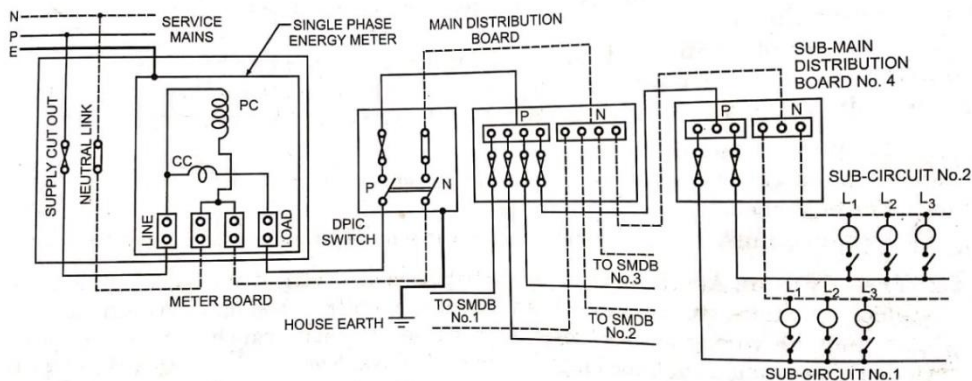 N
P
E
SERVICE
MAINS
SINGLE PHASE
ENERGY METER
MAIN DISTRIBUTION
BOARD
SUB-MAIN
DISTRIBUTION
BOARD No. 4
SUPPLY CUT OUT
NEUTRAL LINK
PC
CC
LINE
LOAD
METER BOARD
P
N
DPIC
SWITCH
HOUSE EARTH
P
N
TO SMDB
No.1
TO SMDB
No.3
TO SMDB
No.2
P
N
SUB-CIRCUIT No.2
L1 L2 L3
L1 L2 L3
SUB-CIRCUIT No.1